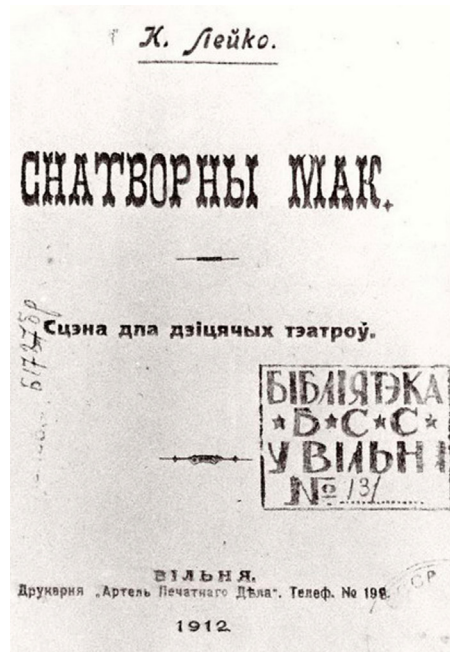 К. Лейко.
СНАТВОРНЫ МАК.
Сцэна для дзіцячых тэатроў.
БІБЛІЯТЭКА
★Б★С★С★
У ВІЛЬНІ
№ 131
ВІЛЬНЯ.
Друкарня „Артель Печатнаго Дѣла". Телеф. № 198.
1912